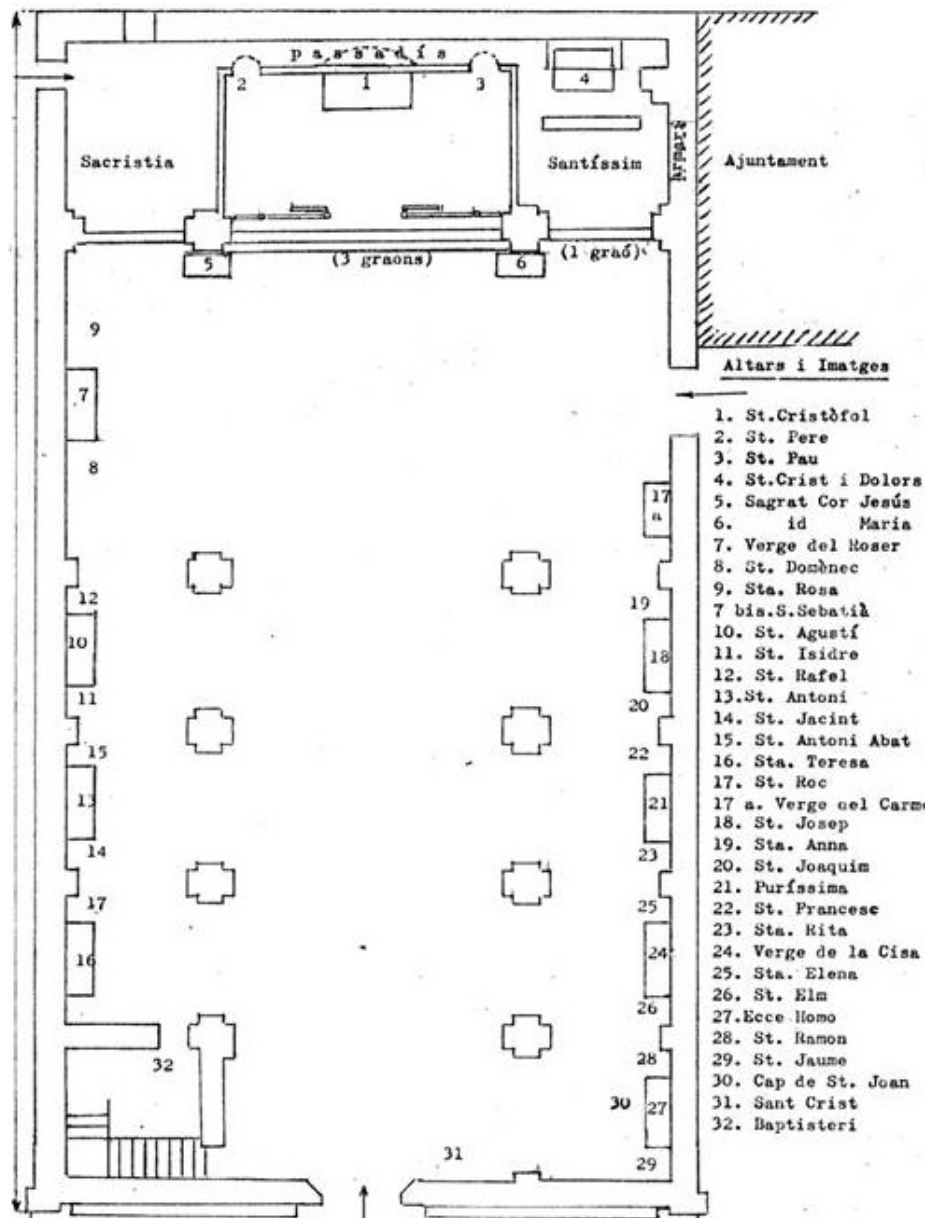 passadís
2
1
3
4
Sacristia
Santíssim
armari
Ajuntament
5
(3 graons)
6
(1 graó)
9
7
8
17
a
12
19
10
18
11
20
15
22
13
21
14
23
17
25
16
24
26
32
28
30
27
31
29
Altars i Imatges
1. St.Cristòfol
2. St. Pere
3. St. Pau
4. St.Crist i Dolors
5. Sagrat Cor Jesús
6. id Maria
7. Verge del Roser
8. St. Domènec
9. Sta. Rosa
7 bis.S.Sebatià
10. St. Agustí
11. St. Isidre
12. St. Rafel
13.St. Antoni
14. St. Jacint
15. St. Antoni Abat
16. Sta. Teresa
17. St. Roc
17 a. Verge del Carme
18. St. Josep
19. Sta. Anna
20. St. Joaquim
21. Puríssima
22. St. Francesc
23. Sta. Rita
24. Verge de la Cisa
25. Sta. Elena
26. St. Elm
27.Ecce Homo
28. St. Ramon
29. St. Jaume
30. Cap de St. Joan
31. Sant Crist
32. Baptisteri